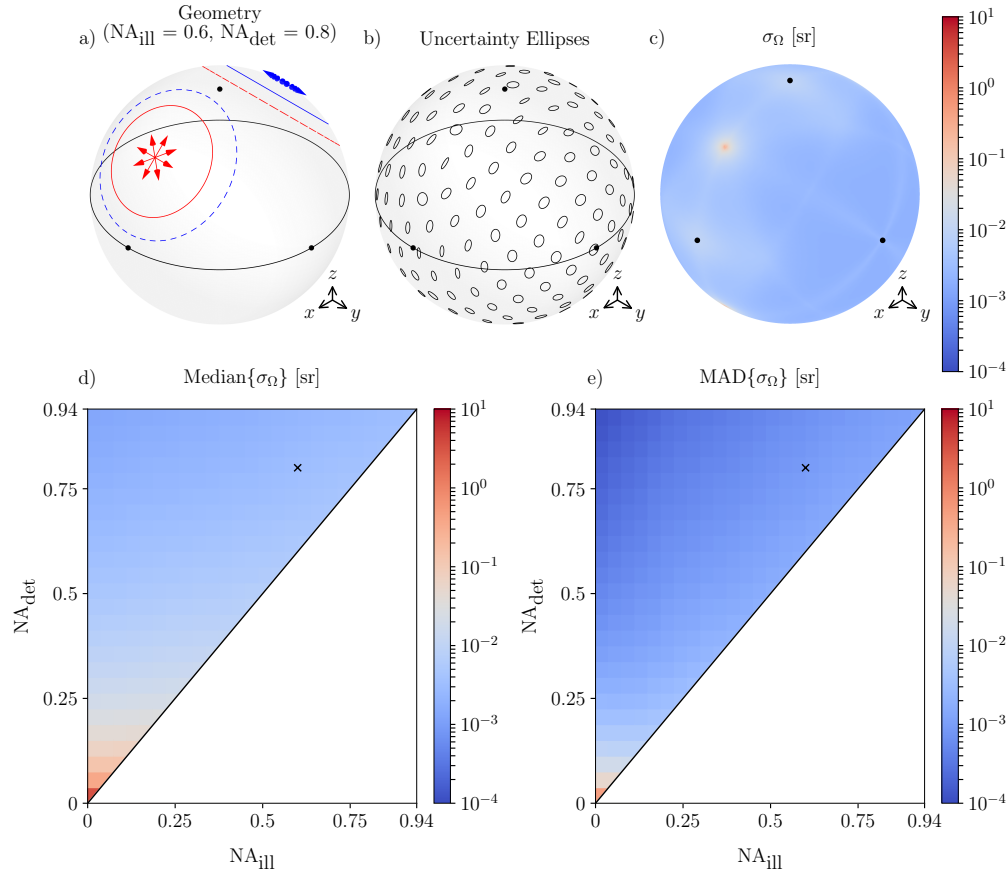 Geometry
a) (NA_ill = 0.6, NA_det = 0.8)
b) Uncertainty Ellipses
c) σ_Ω [sr]
10^1
10^0
10^−1
10^−2
10^−3
10^−4
z
x y
z
x y
z
x y
d) Median{σ_Ω} [sr]
0.94
0.75
0.5
0.25
0
NA_det
0 0.25 0.5 0.75 0.94
NA_ill
10^1
10^0
10^−1
10^−2
10^−3
10^−4
e) MAD{σ_Ω} [sr]
0.94
0.75
0.5
0.25
0
NA_det
0 0.25 0.5 0.75 0.94
NA_ill
10^1
10^0
10^−1
10^−2
10^−3
10^−4